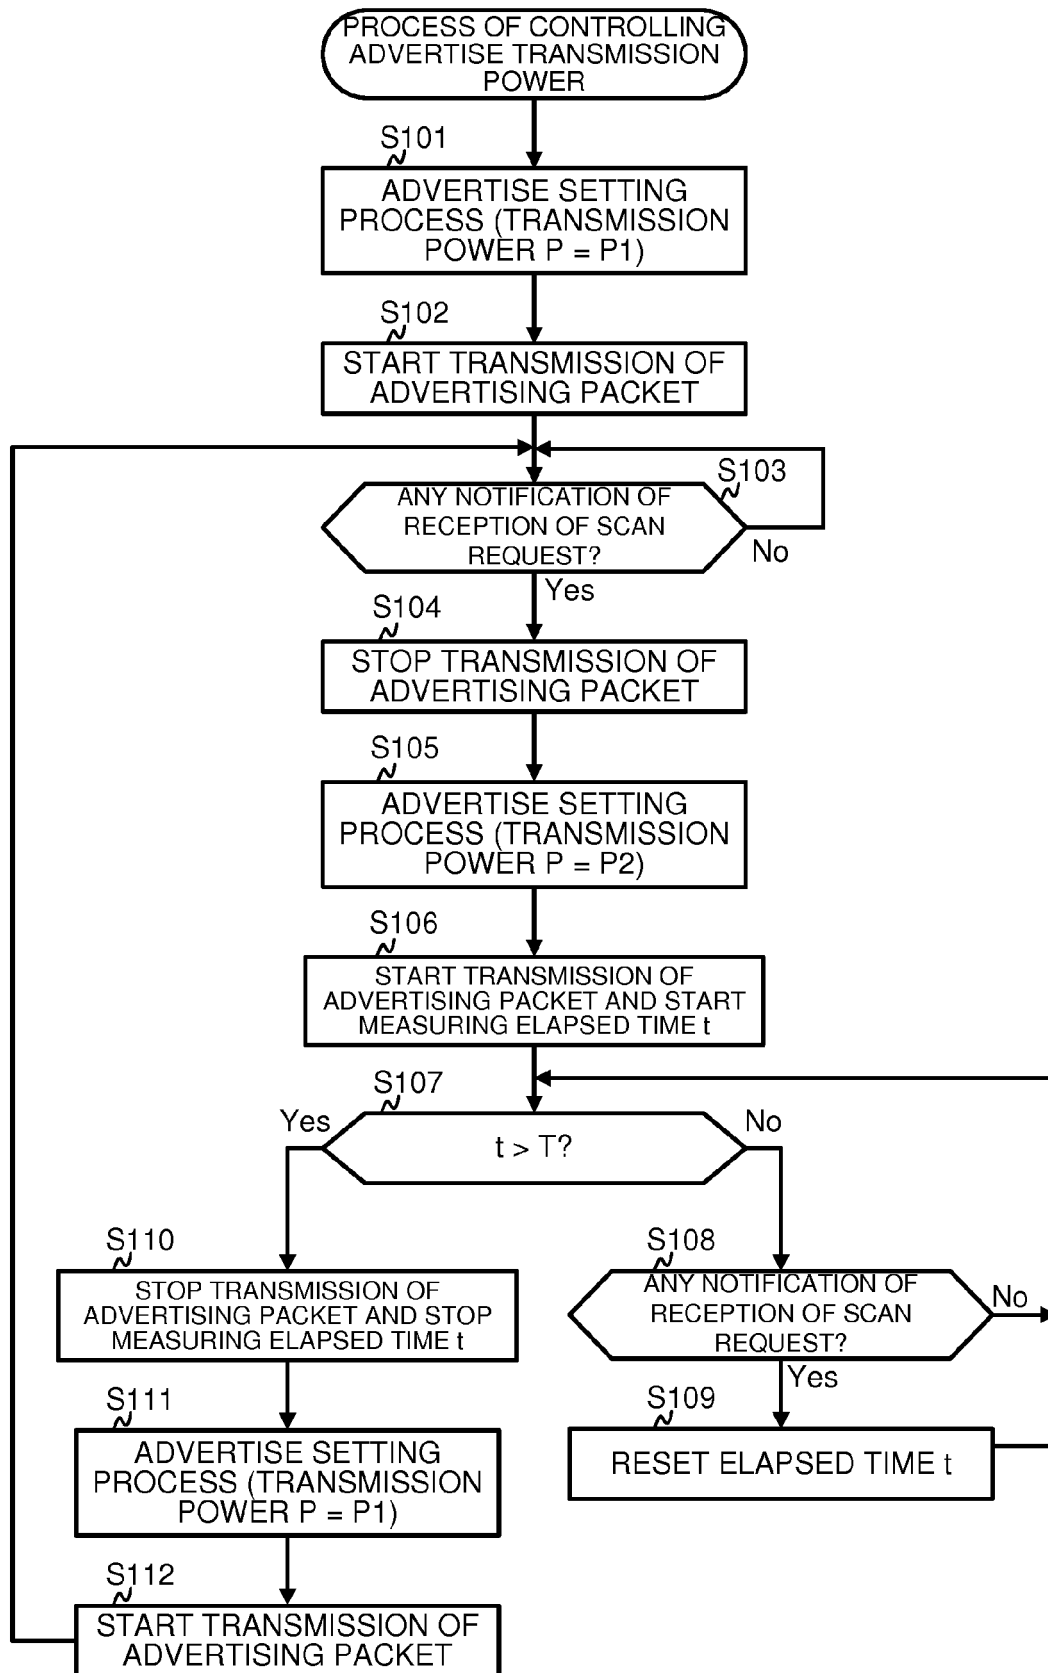 PROCESS OF CONTROLLING
ADVERTISE TRANSMISSION
POWER
S101
ADVERTISE SETTING
PROCESS (TRANSMISSION
POWER P = P1)
S102
START TRANSMISSION OF
ADVERTISING PACKET
S103
ANY NOTIFICATION OF
RECEPTION OF SCAN
REQUEST?
No
Yes
S104
STOP TRANSMISSION OF
ADVERTISING PACKET
S105
ADVERTISE SETTING
PROCESS (TRANSMISSION
POWER P = P2)
S106
START TRANSMISSION OF
ADVERTISING PACKET AND START
MEASURING ELAPSED TIME t
S107
Yes
No
t > T?
S110
STOP TRANSMISSION OF
ADVERTISING PACKET AND STOP
MEASURING ELAPSED TIME t
S108
ANY NOTIFICATION OF
RECEPTION OF SCAN
REQUEST?
No
Yes
S111
ADVERTISE SETTING
PROCESS (TRANSMISSION
POWER P = P1)
S109
RESET ELAPSED TIME t
S112
START TRANSMISSION OF
ADVERTISING PACKET